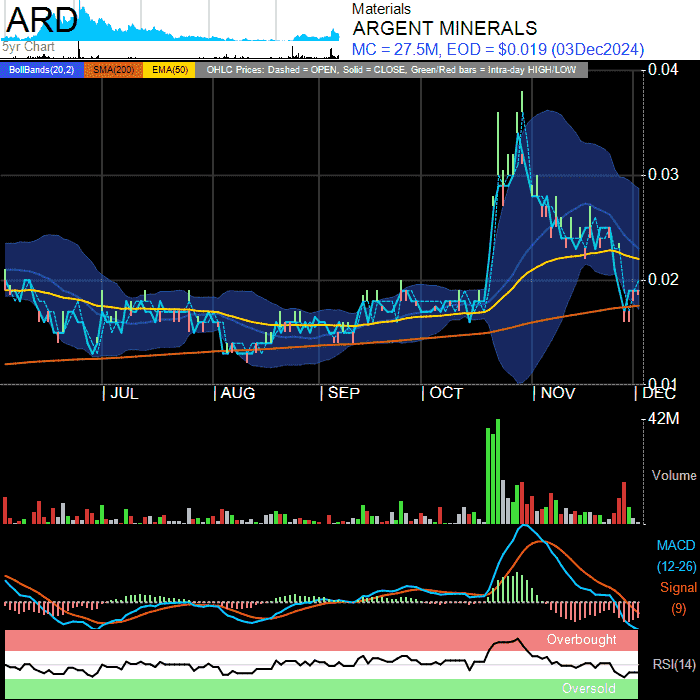 ARD
5yr Chart
Materials
ARGENT MINERALS
MC = 27.5M, EOD = $0.019 (03Dec2024)
BollBands(20,2) SMA(200) EMA(50) OHLC Prices: Dashed = OPEN, Solid = CLOSE, Green/Red bars = Intra-day HIGH/LOW
0.04
0.03
0.02
0.01
JUL AUG SEP OCT NOV DEC
42M
Volume
MACD
(12-26)
Signal
(9)
Overbought
RSI(14)
Oversold